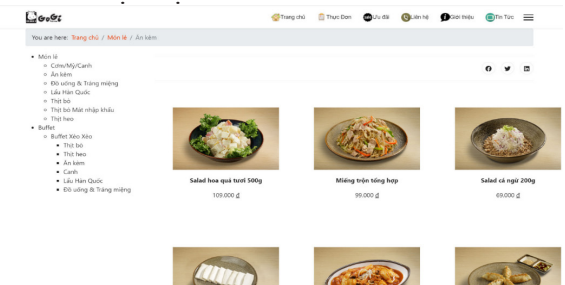 GoGi
Trang chủ
Thực Đơn
Ưu đãi
Liên hệ
Giới thiệu
Tin Tức
You are here: Trang chủ / Món lẻ / Ăn kèm
Món lẻ
Cơm/Mỳ/Canh
Ăn kèm
Đồ uống & Tráng miệng
Lẩu Hàn Quốc
Thịt bò
Thịt bò Mát nhập khẩu
Thịt heo
Buffet
Buffet Xèo Xèo
Thịt bò
Thịt heo
Ăn kèm
Canh
Lẩu Hàn Quốc
Đồ uống & Tráng miệng
Salad hoa quả tươi 500g
Miếng trộn tổng hợp
Salad cá ngừ 200g
109.000 ₫
99.000 ₫
69.000 ₫